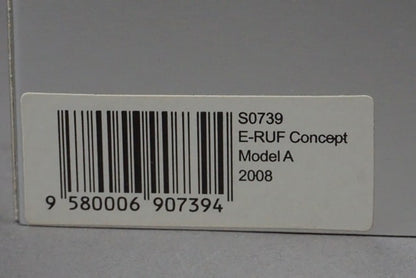 S0739
E-RUF Concept
Model A
2008
9 580006 907394